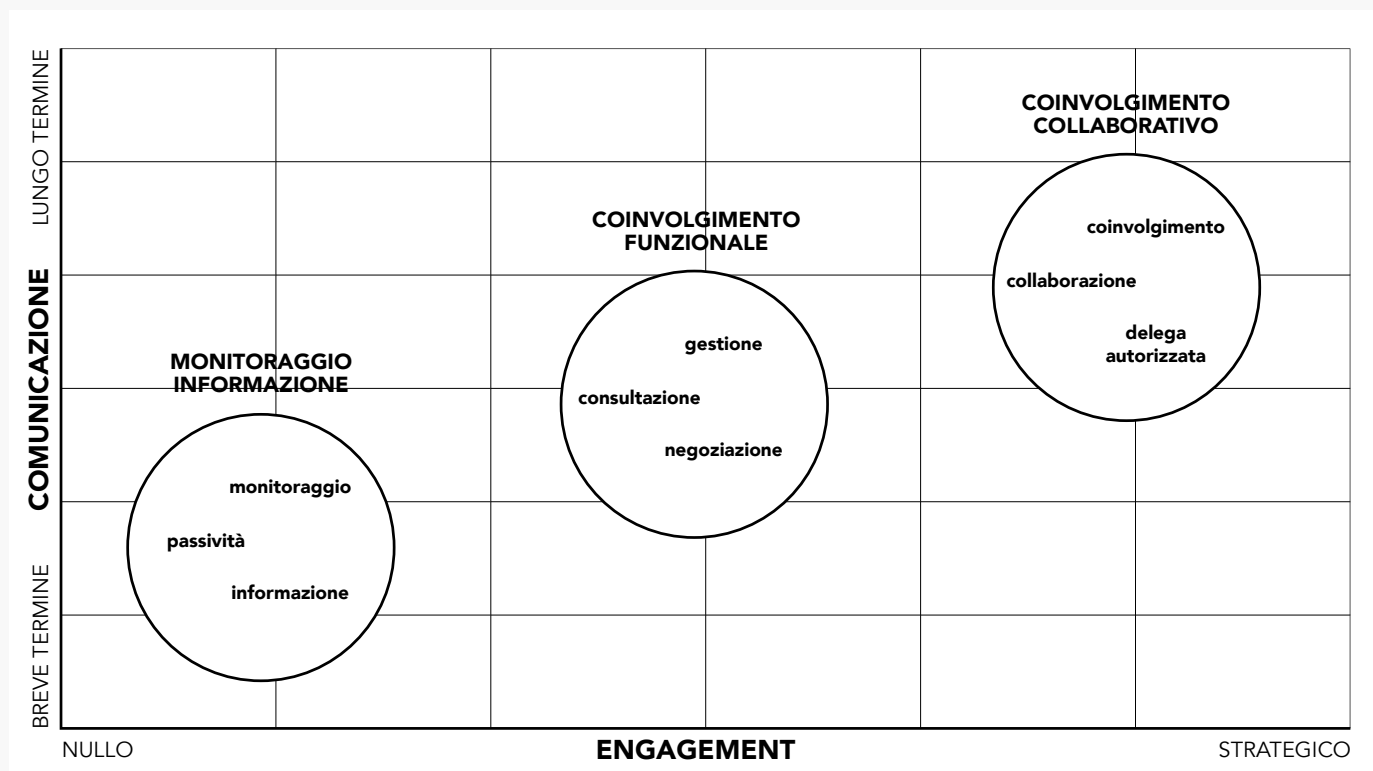 LUNGO TERMINE
COMUNICAZIONE
BREVE TERMINE
MONITORAGGIO
INFORMAZIONE
monitoraggio
passività
informazione
COINVOLGIMENTO
FUNZIONALE
gestione
consultazione
negoziazione
COINVOLGIMENTO
COLLABORATIVO
coinvolgimento
collaborazione
delega
autorizzata
NULLO
ENGAGEMENT
STRATEGICO